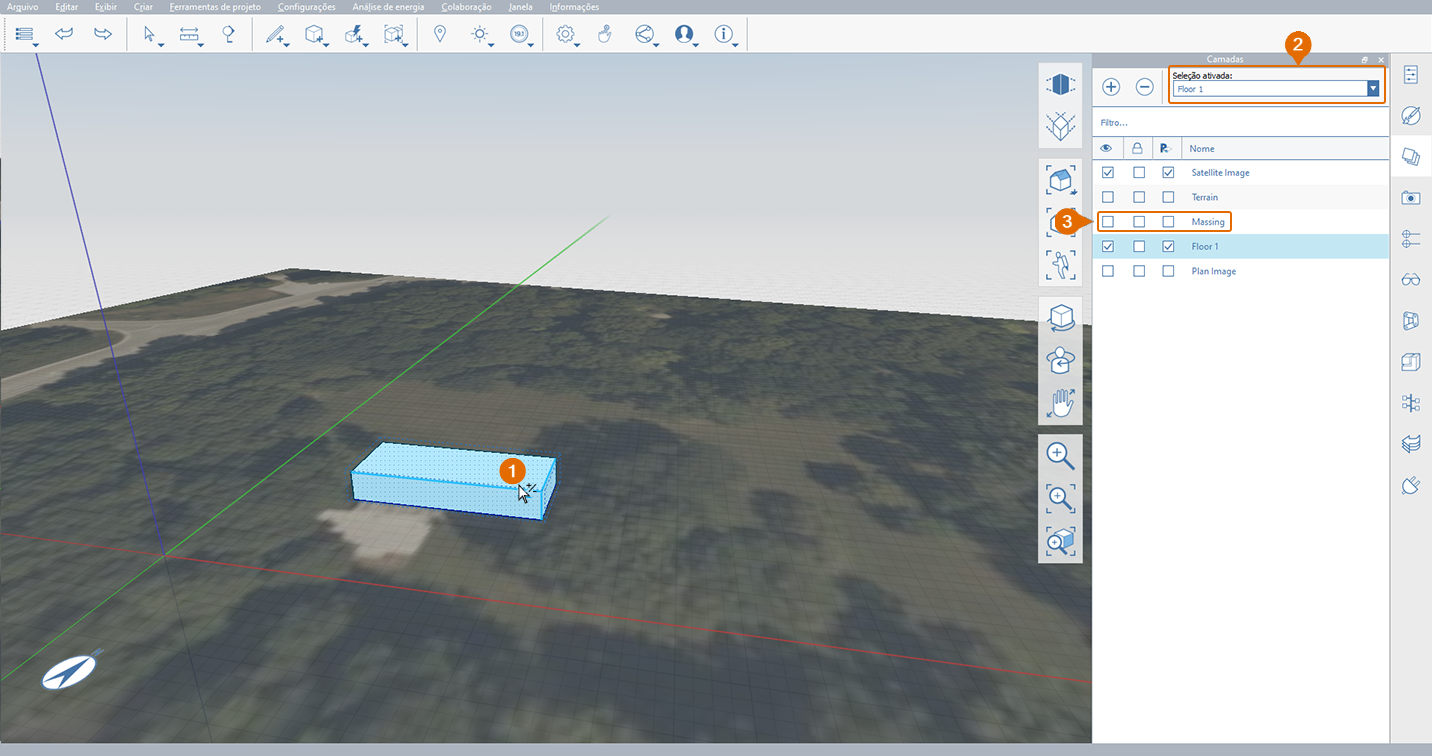 Arquivo Editar Exibir Criar Ferramentas de projeto Configurações Análise de energia Colaboração Janela Informações
191
2
Camadas
Seleção ativada:
Floor 1
Filtro...
Nome
Satellite Image
Terrain
3
Massing
Floor 1
Plan Image
1